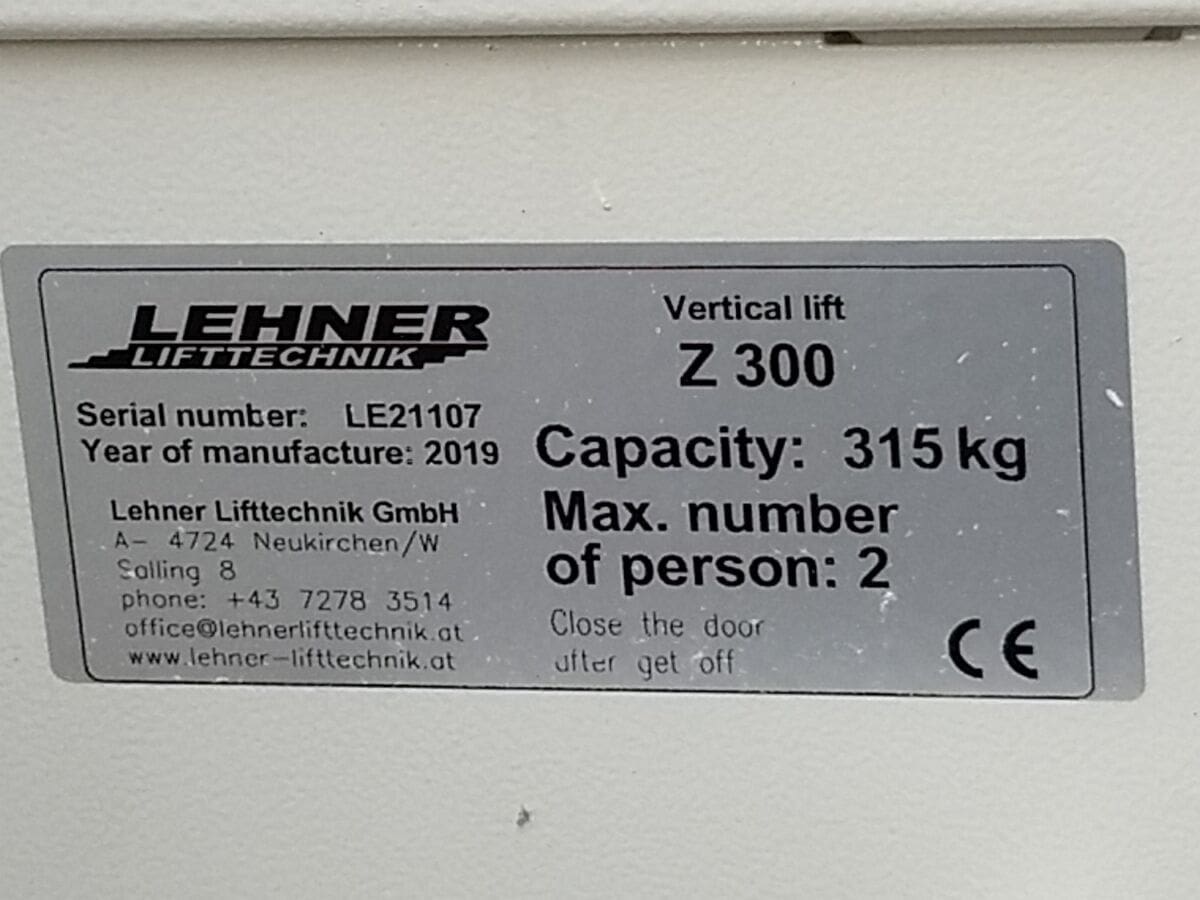 LEHNER
LIFTTECHNIK
Serial number: LE21107
Year of manufacture: 2019
Lehner Lifttechnik GmbH
A- 4724 Neukirchen/W
Salling 8
phone: +43 7278 3514
office@lehnerlifttechnik.at
www.lehner-lifttechnik.at
Vertical lift
Z 300
Capacity: 315 kg
Max. number
of person: 2
Close the door
after get off
CE